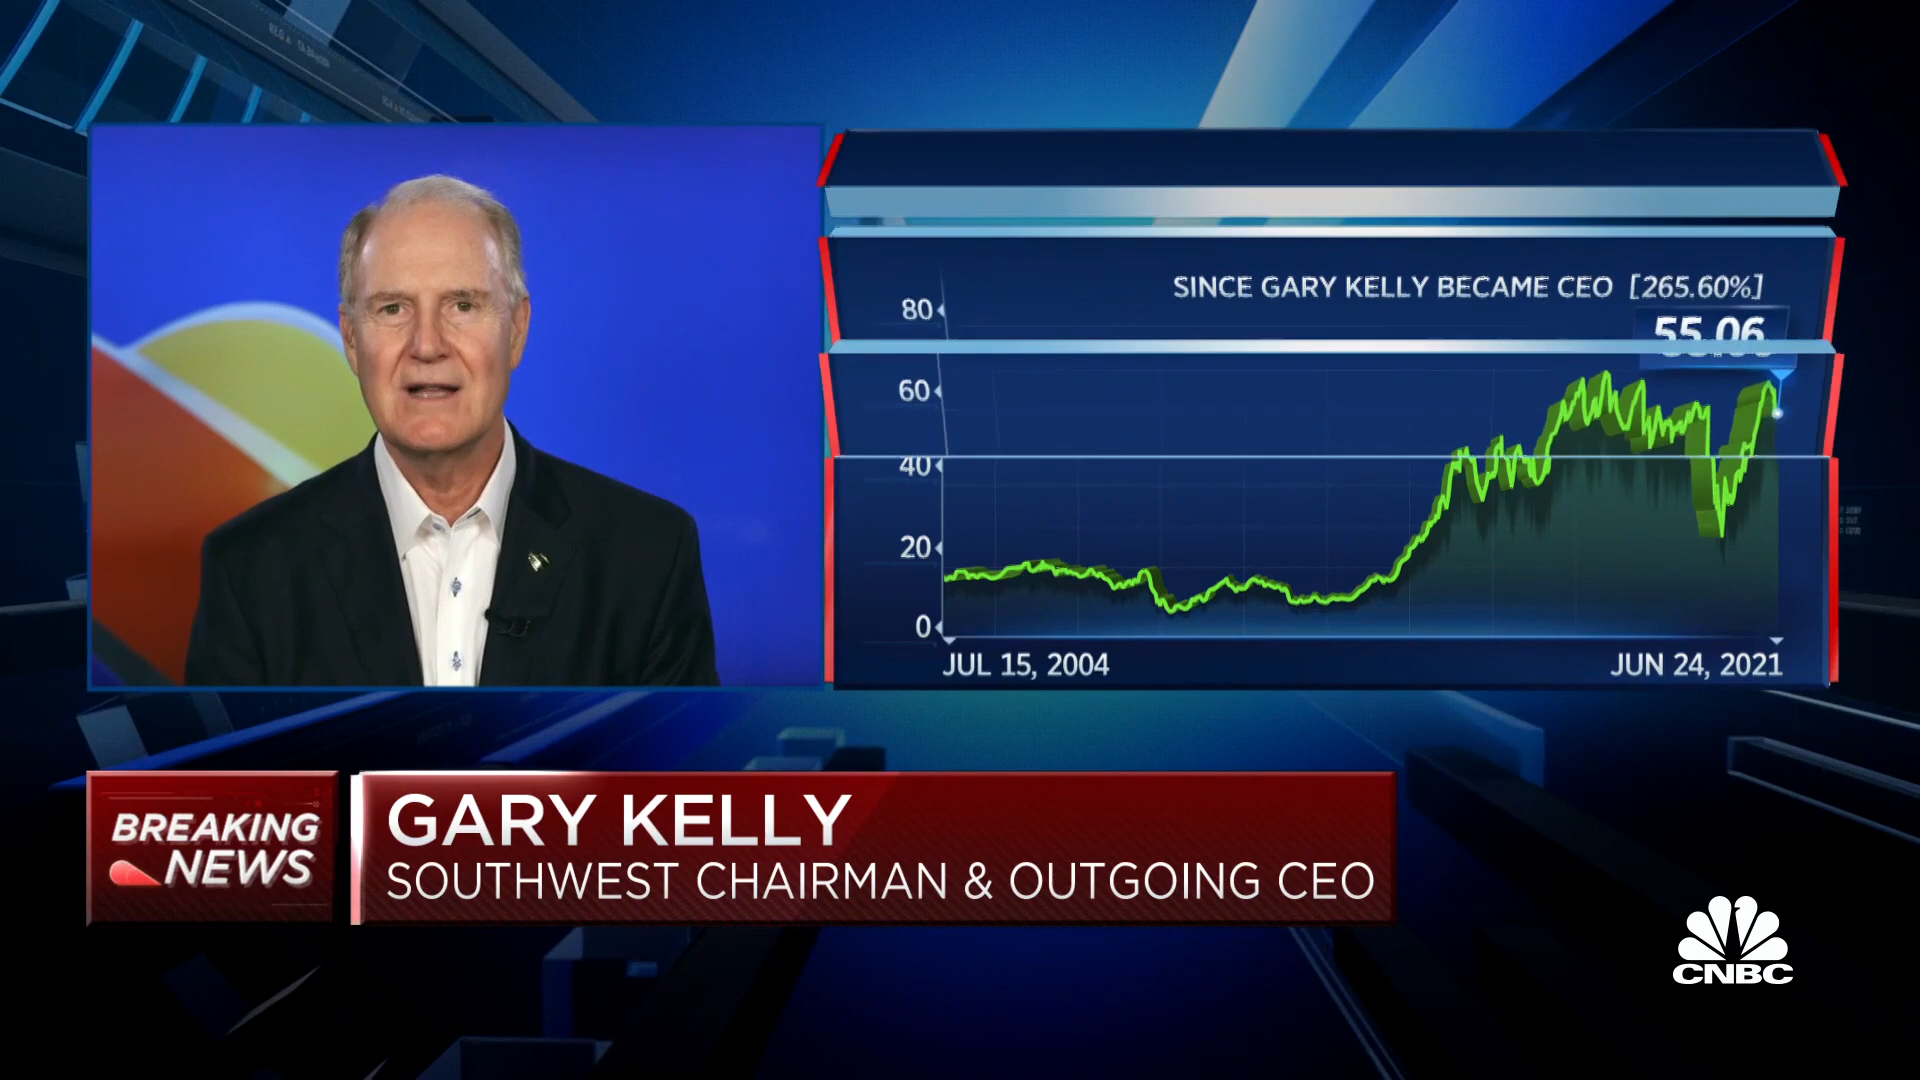 SINCE GARY KELLY BECAME CEO [265.60%]
55.06
80
60
40
20
0
JUL 15, 2004
JUN 24, 2021
BREAKING
NEWS
GARY KELLY
SOUTHWEST CHAIRMAN & OUTGOING CEO
CNBC